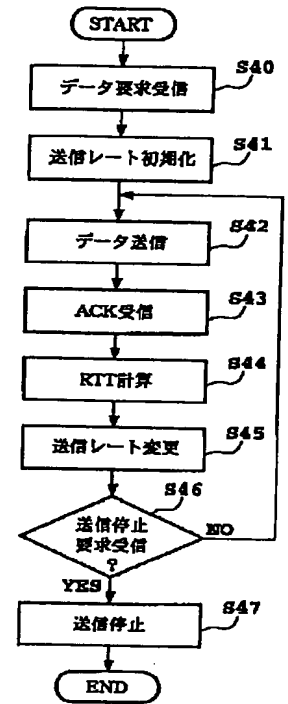 START
データ要求受信
S40
送信レート初期化
S41
データ送信
S42
ACK受信
S43
RTT計算
S44
送信レート変更
S45
S46
送信停止
要求受信
?
NO
YES
送信停止
S47
END